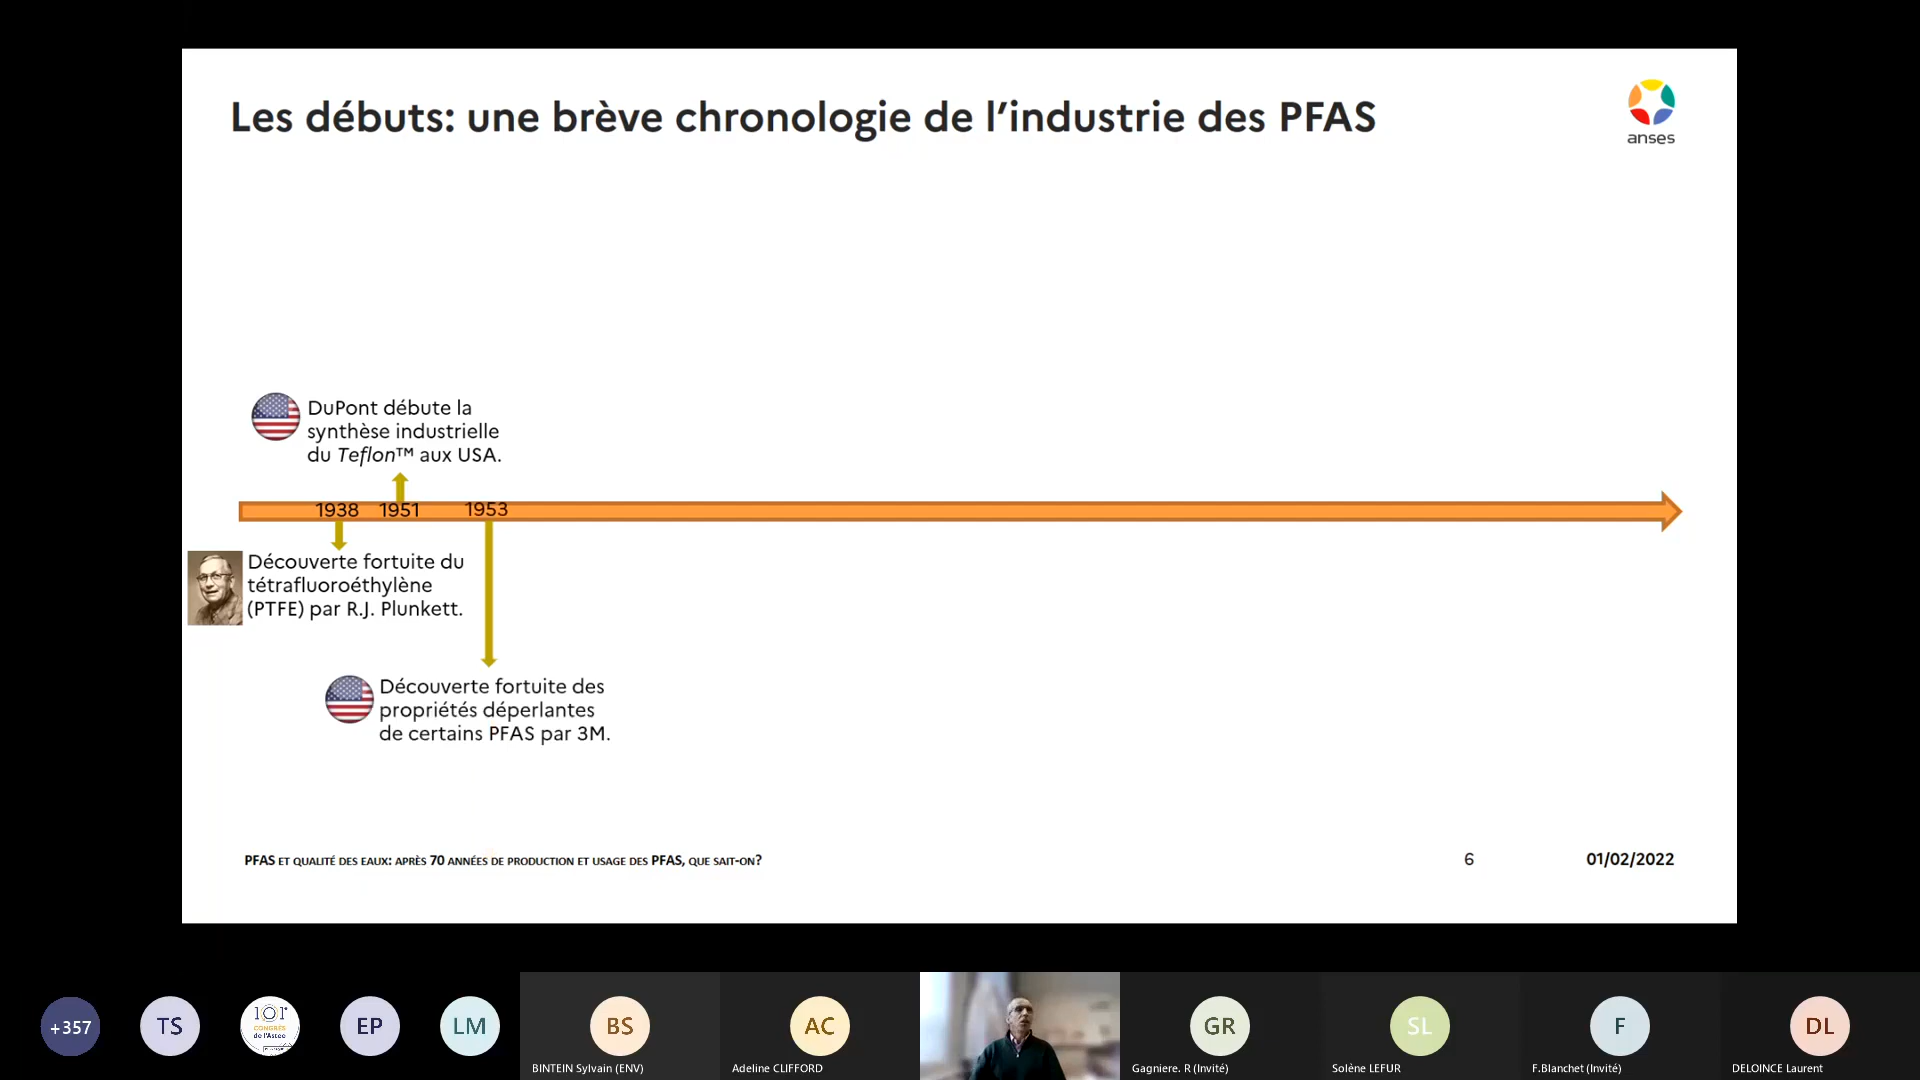 Les débuts: une brève chronologie de l’industrie des PFAS
anses
DuPont débute la
synthèse industrielle
du Teflon™ aux USA.
1938 1951 1953
Découverte fortuite du
tétrafluoroéthylène
(PTFE) par R.J. Plunkett.
Découverte fortuite des
propriétés déperlantes
de certains PFAS par 3M.
PFAS ET QUALITÉ DES EAUX: APRÈS 70 ANNÉES DE PRODUCTION ET USAGE DES PFAS, QUE SAIT-ON?
6
01/02/2022
+357
TS
101e
CONGRÈS
de l'Astee
EP
LM
BS
BINTEIN Sylvain (ENV)
AC
Adeline CLIFFORD
GR
Gagniere. R (Invité)
SL
Solène LEFUR
F
F.Blanchet (Invité)
DL
DELOINCE Laurent